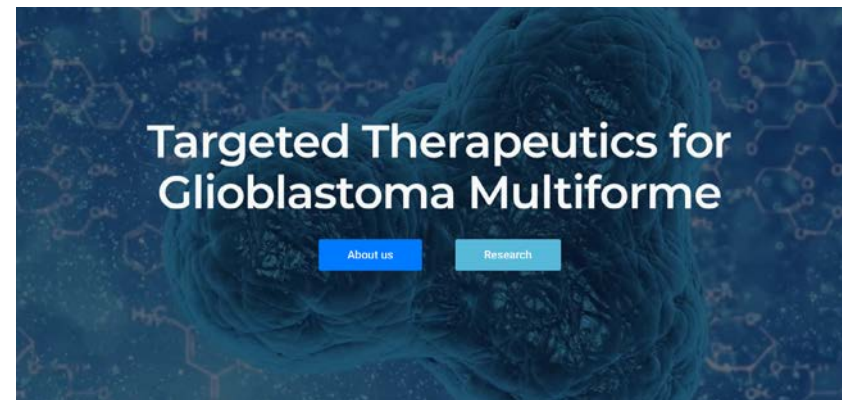 Targeted Therapeutics for
Glioblastoma Multiforme
About us
Research